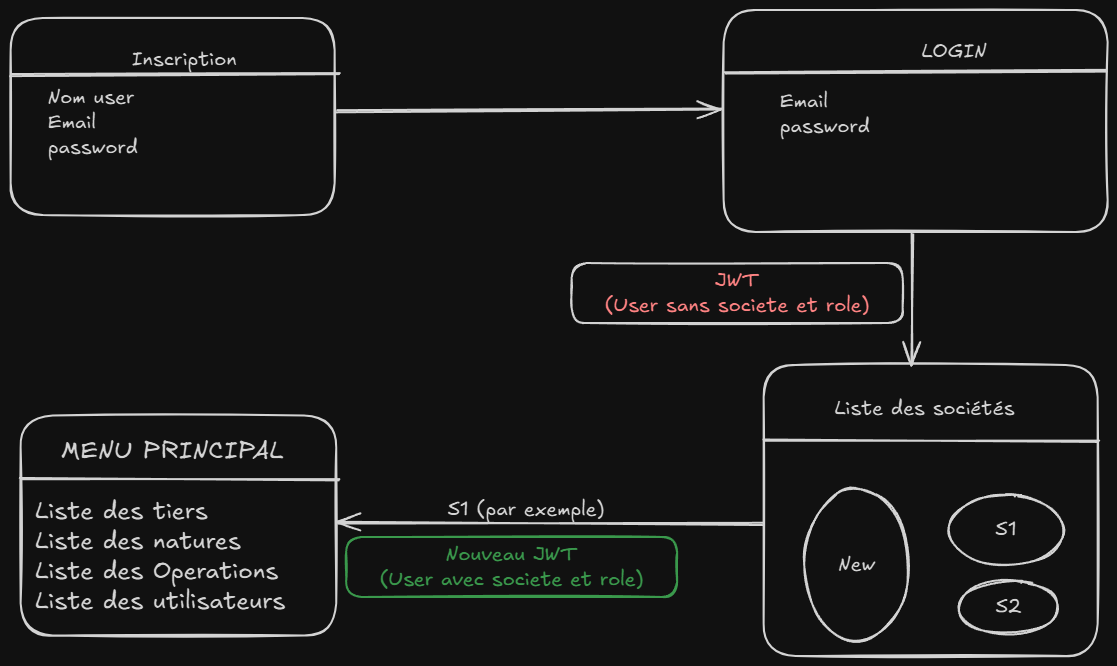 Inscription
Nom user
Email
password
LOGIN
Email
password
JWT
(User sans societe et role)
Liste des sociétés
New
S1
S2
S1 (par exemple)
Nouveau JWT
(User avec societe et role)
MENU PRINCIPAL
Liste des tiers
Liste des natures
Liste des Operations
Liste des utilisateurs